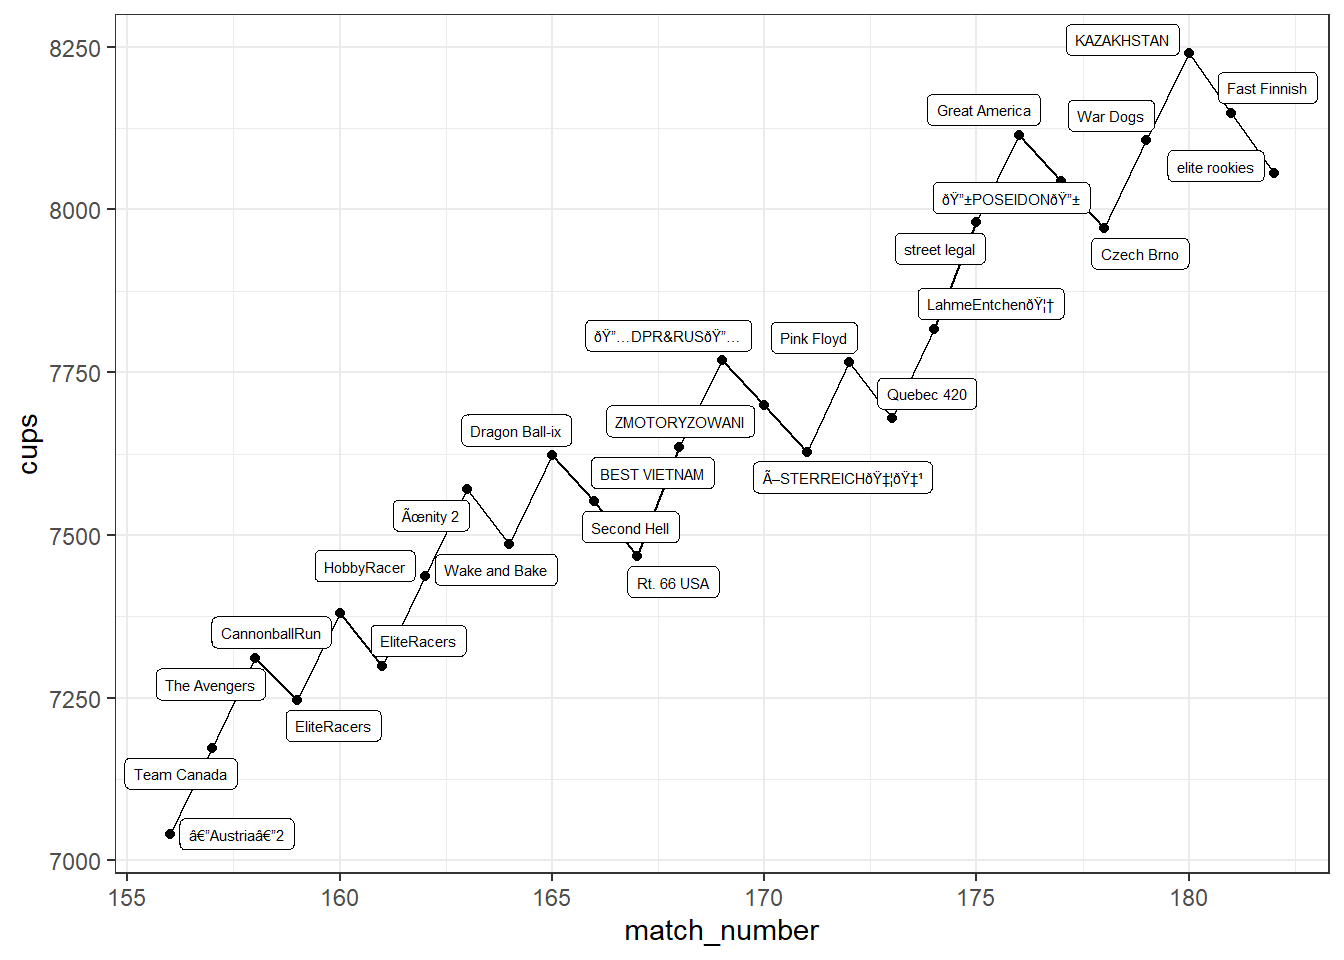 8250
8000
7750
7500
7250
7000
cups
KAZAKHSTAN
Fast Finnish
Great America
War Dogs
elite rookies
ðŸ”±POSEIDONðŸ”±
street legal
Czech Brno
LahmeEntchenðŸ¦†
ðŸ”…DPR&RUSðŸ”…
Pink Floyd
Quebec 420
ZMOTORYZOWANI
Dragon Ball-ix
BEST VIETNAM
Ã–STERREICHðŸ‡¦ðŸ‡¹
Ãœnity 2
Second Hell
HobbyRacer
Wake and Bake
Rt. 66 USA
CannonballRun
EliteRacers
The Avengers
EliteRacers
Team Canada
â€”Austriaâ€”2
155
160
165
170
175
180
match_number